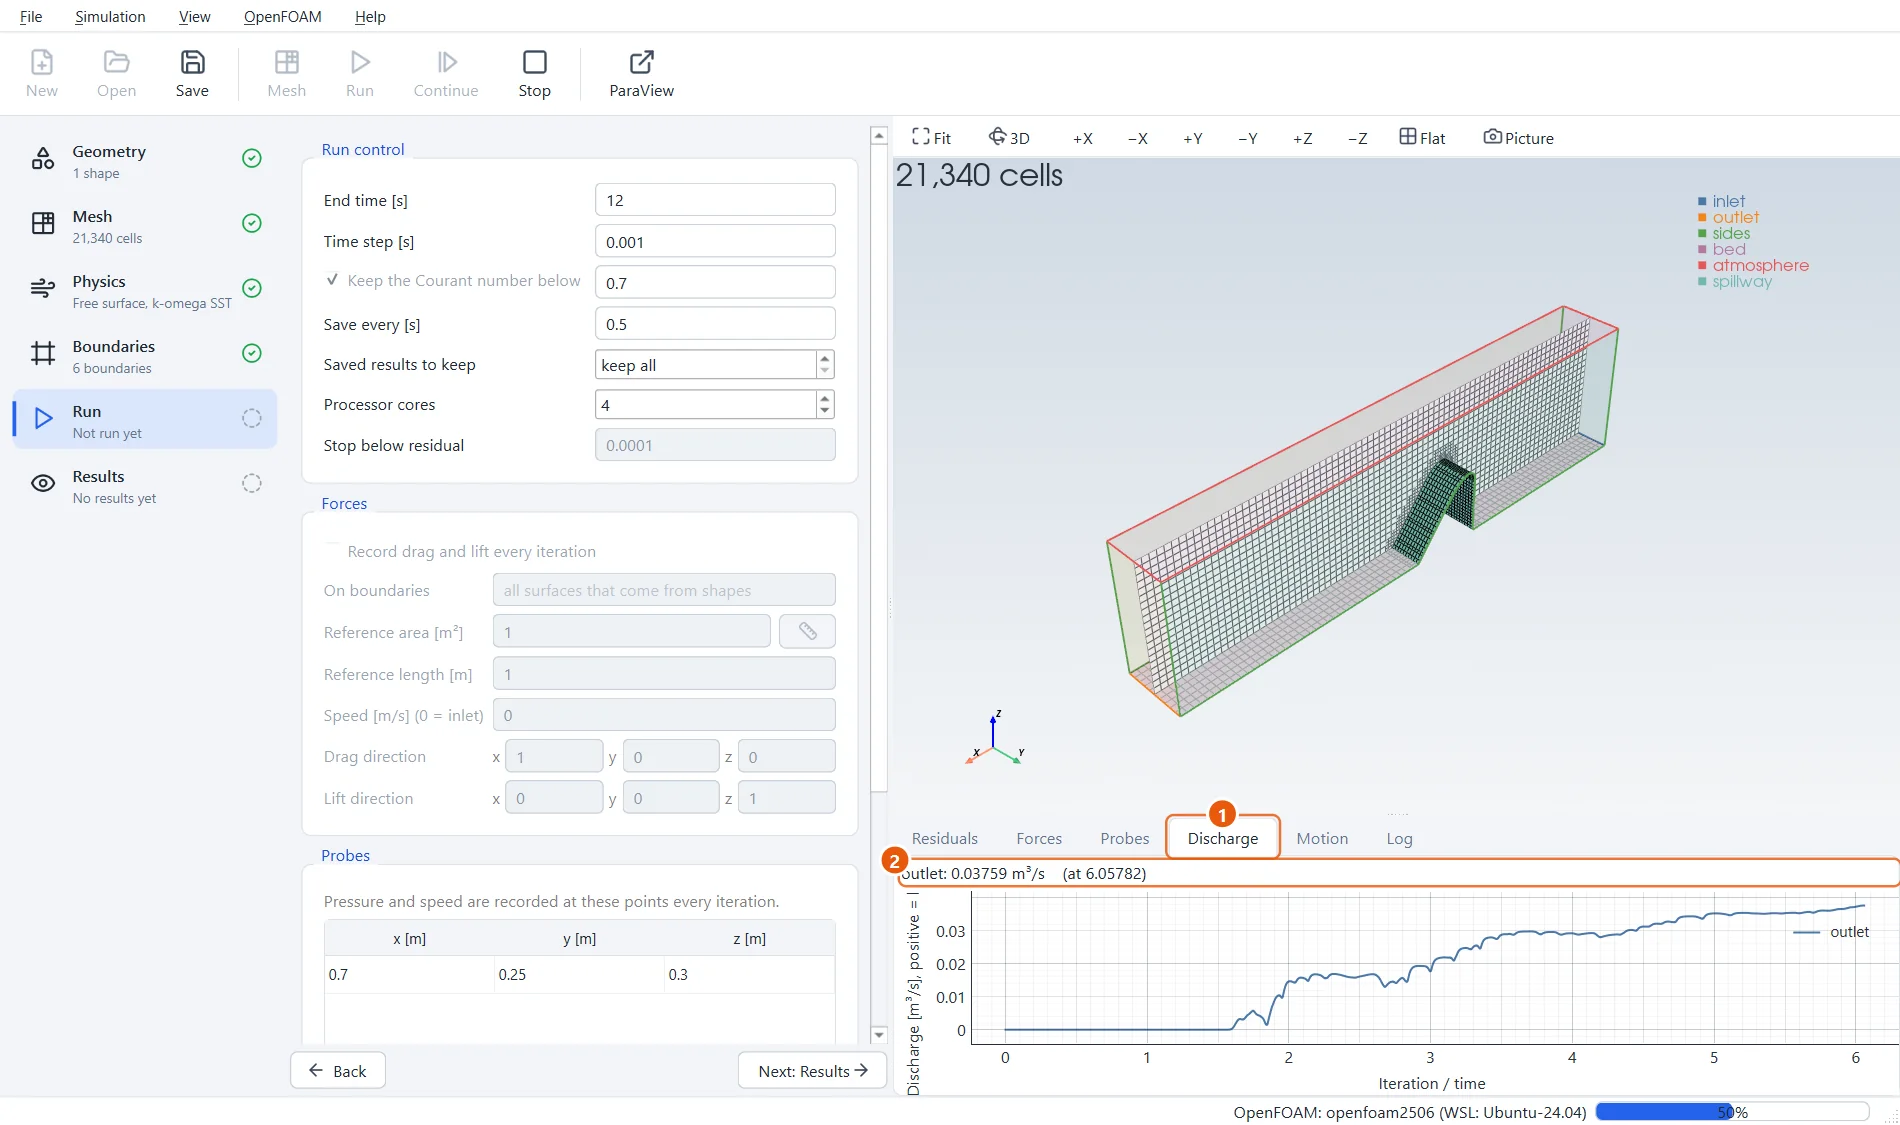 File Simulation View OpenFOAM Help
New Open Save Mesh Run Continue Stop ParaView
Geometry
1 shape
Mesh
21,340 cells
Physics
Free surface, k-omega SST
Boundaries
6 boundaries
Run
Not run yet
Results
No results yet
Run control
End time [s] 12
Time step [s] 0.001
Keep the Courant number below 0.7
Save every [s] 0.5
Saved results to keep keep all
Processor cores 4
Stop below residual 0.0001
Forces
Record drag and lift every iteration
On boundaries all surfaces that come from shapes
Reference area [m²] 1
Reference length [m] 1
Speed [m/s] (0 = inlet) 0
Drag direction x 1 y 0 z 0
Lift direction x 0 y 0 z 1
Probes
Pressure and speed are recorded at these points every iteration.
x [m] y [m] z [m]
0.7 0.25 0.3
Back Next: Results
Fit 3D +X −X +Y −Y +Z −Z Flat Picture
21,340 cells
inlet
outlet
sides
bed
atmosphere
spillway
Z
X Y
1
Residuals Forces Probes Discharge Motion Log
2
outlet: 0.03759 m³/s (at 6.05782)
Discharge [m³/s], positive =
0.03
0.02
0.01
0
outlet
0 1 2 3 4 5 6
Iteration / time
OpenFOAM: openfoam2506 (WSL: Ubuntu-24.04) 50%